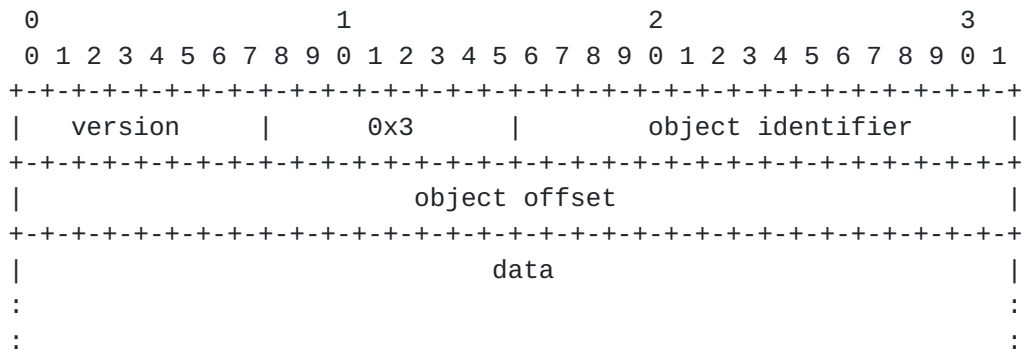 0                   1                   2                   3
0 1 2 3 4 5 6 7 8 9 0 1 2 3 4 5 6 7 8 9 0 1 2 3 4 5 6 7 8 9 0 1
+-+-+-+-+-+-+-+-+-+-+-+-+-+-+-+-+-+-+-+-+-+-+-+-+-+-+-+-+-+-+-+-+
|   version     |      0x3      |        object identifier      |
+-+-+-+-+-+-+-+-+-+-+-+-+-+-+-+-+-+-+-+-+-+-+-+-+-+-+-+-+-+-+-+-+
|                         object offset                         |
+-+-+-+-+-+-+-+-+-+-+-+-+-+-+-+-+-+-+-+-+-+-+-+-+-+-+-+-+-+-+-+-+
|                              data                             |
:                                                               :
:                                                               :